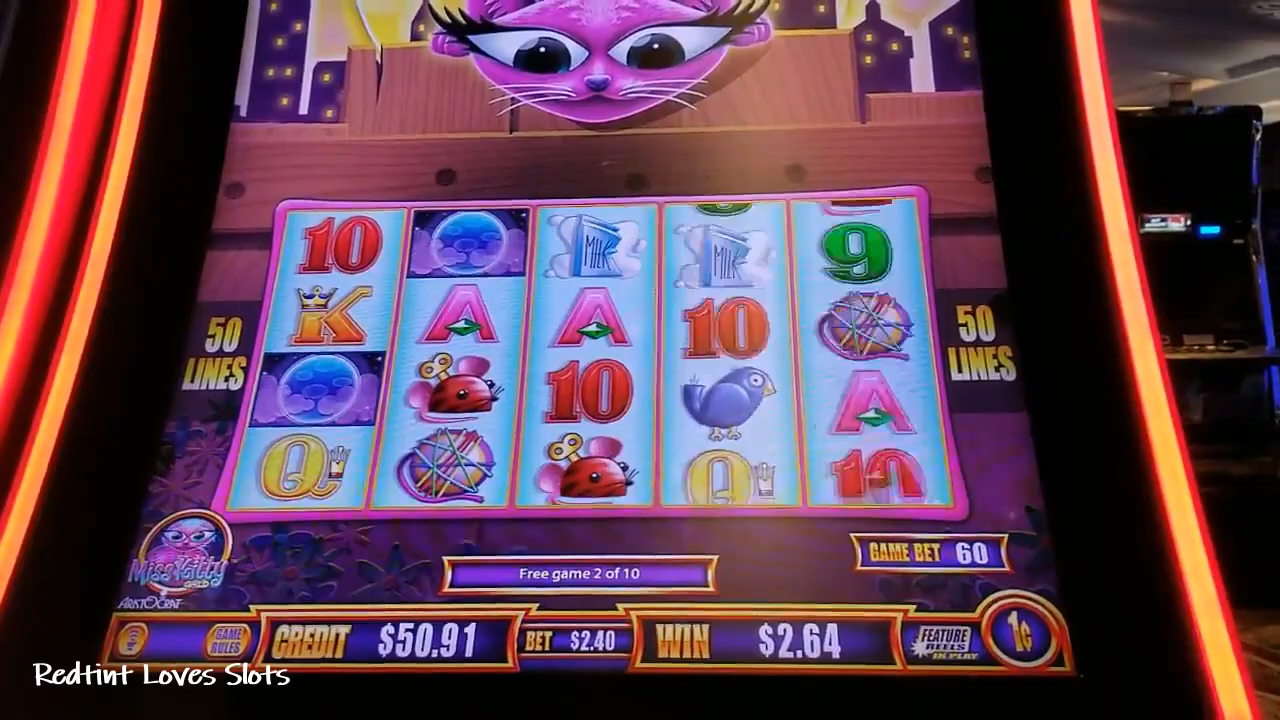 10
MILK
MILK
9
K
A
A
10
10
A
Q
Q
10
50
LINES
50
LINES
Miss Kitty
GOLD
ARISTOCRAT
GAME BET 60
Free game 2 of 10
GAME
RULES
CREDIT $50.91
BET $2.40
WIN $2.64
FEATURE
REELS
IN PLAY
1¢
Redtint Loves Slots